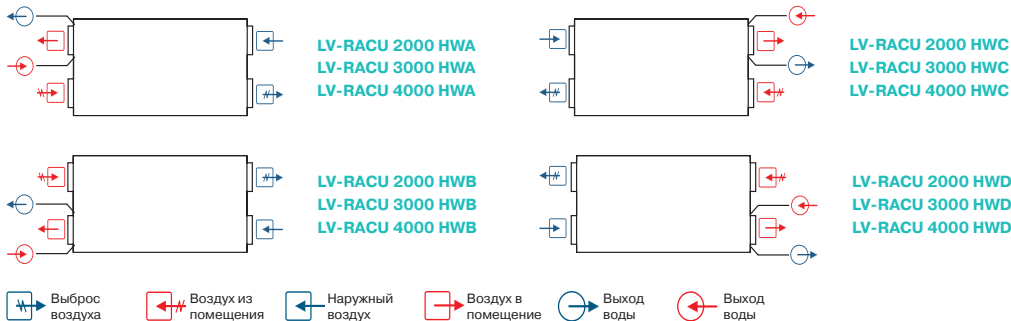 LV-RACU 2000 HWA
LV-RACU 3000 HWA
LV-RACU 4000 HWA
LV-RACU 2000 HWC
LV-RACU 3000 HWC
LV-RACU 4000 HWC
LV-RACU 2000 HWB
LV-RACU 3000 HWB
LV-RACU 4000 HWB
LV-RACU 2000 HWD
LV-RACU 3000 HWD
LV-RACU 4000 HWD
Выброс
воздуха
Воздух из
помещения
Наружный
воздух
Воздух в
помещение
Выход
воды
Выход
воды